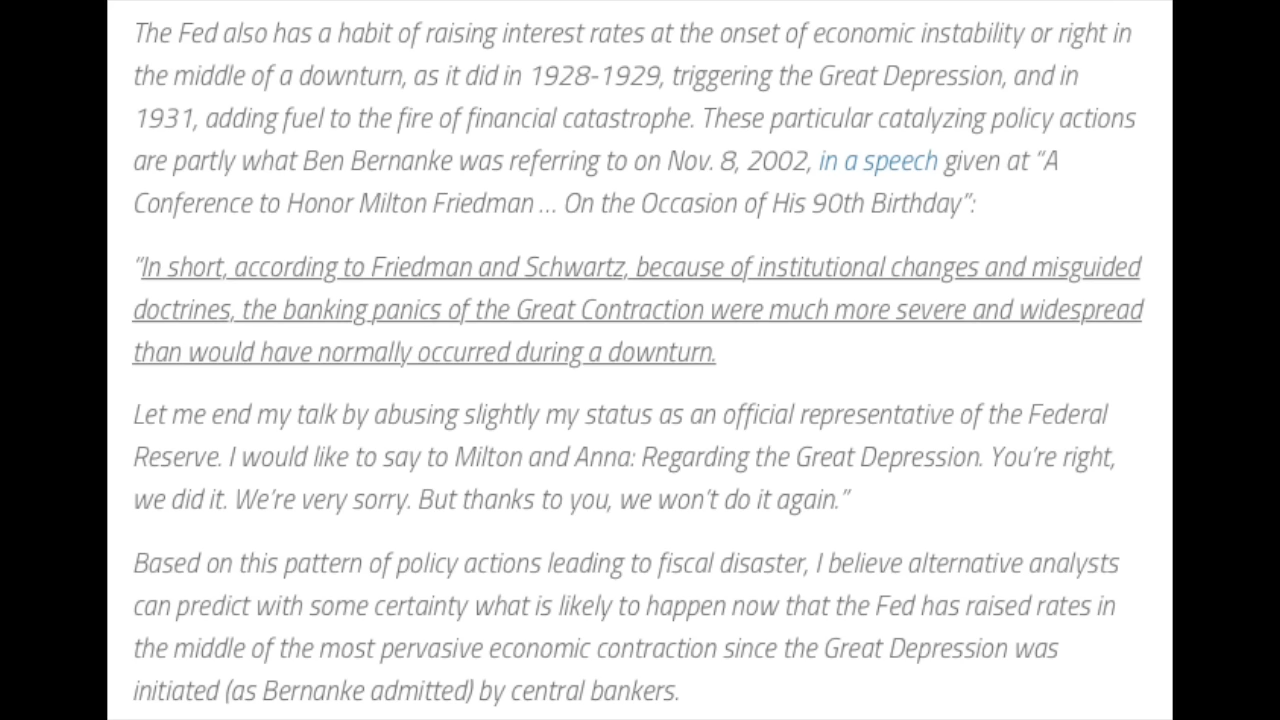 The Fed also has a habit of raising interest rates at the onset of economic instability or right in
the middle of a downturn, as it did in 1928-1929, triggering the Great Depression, and in
1931, adding fuel to the fire of financial catastrophe. These particular catalyzing policy actions
are partly what Ben Bernanke was referring to on Nov. 8, 2002, in a speech given at “A
Conference to Honor Milton Friedman … On the Occasion of His 90th Birthday”:
“In short, according to Friedman and Schwartz, because of institutional changes and misguided
doctrines, the banking panics of the Great Contraction were much more severe and widespread
than would have normally occurred during a downturn.
Let me end my talk by abusing slightly my status as an official representative of the Federal
Reserve. I would like to say to Milton and Anna: Regarding the Great Depression. You’re right,
we did it. We’re very sorry. But thanks to you, we won’t do it again.”
Based on this pattern of policy actions leading to fiscal disaster, I believe alternative analysts
can predict with some certainty what is likely to happen now that the Fed has raised rates in
the middle of the most pervasive economic contraction since the Great Depression was
initiated (as Bernanke admitted) by central bankers.